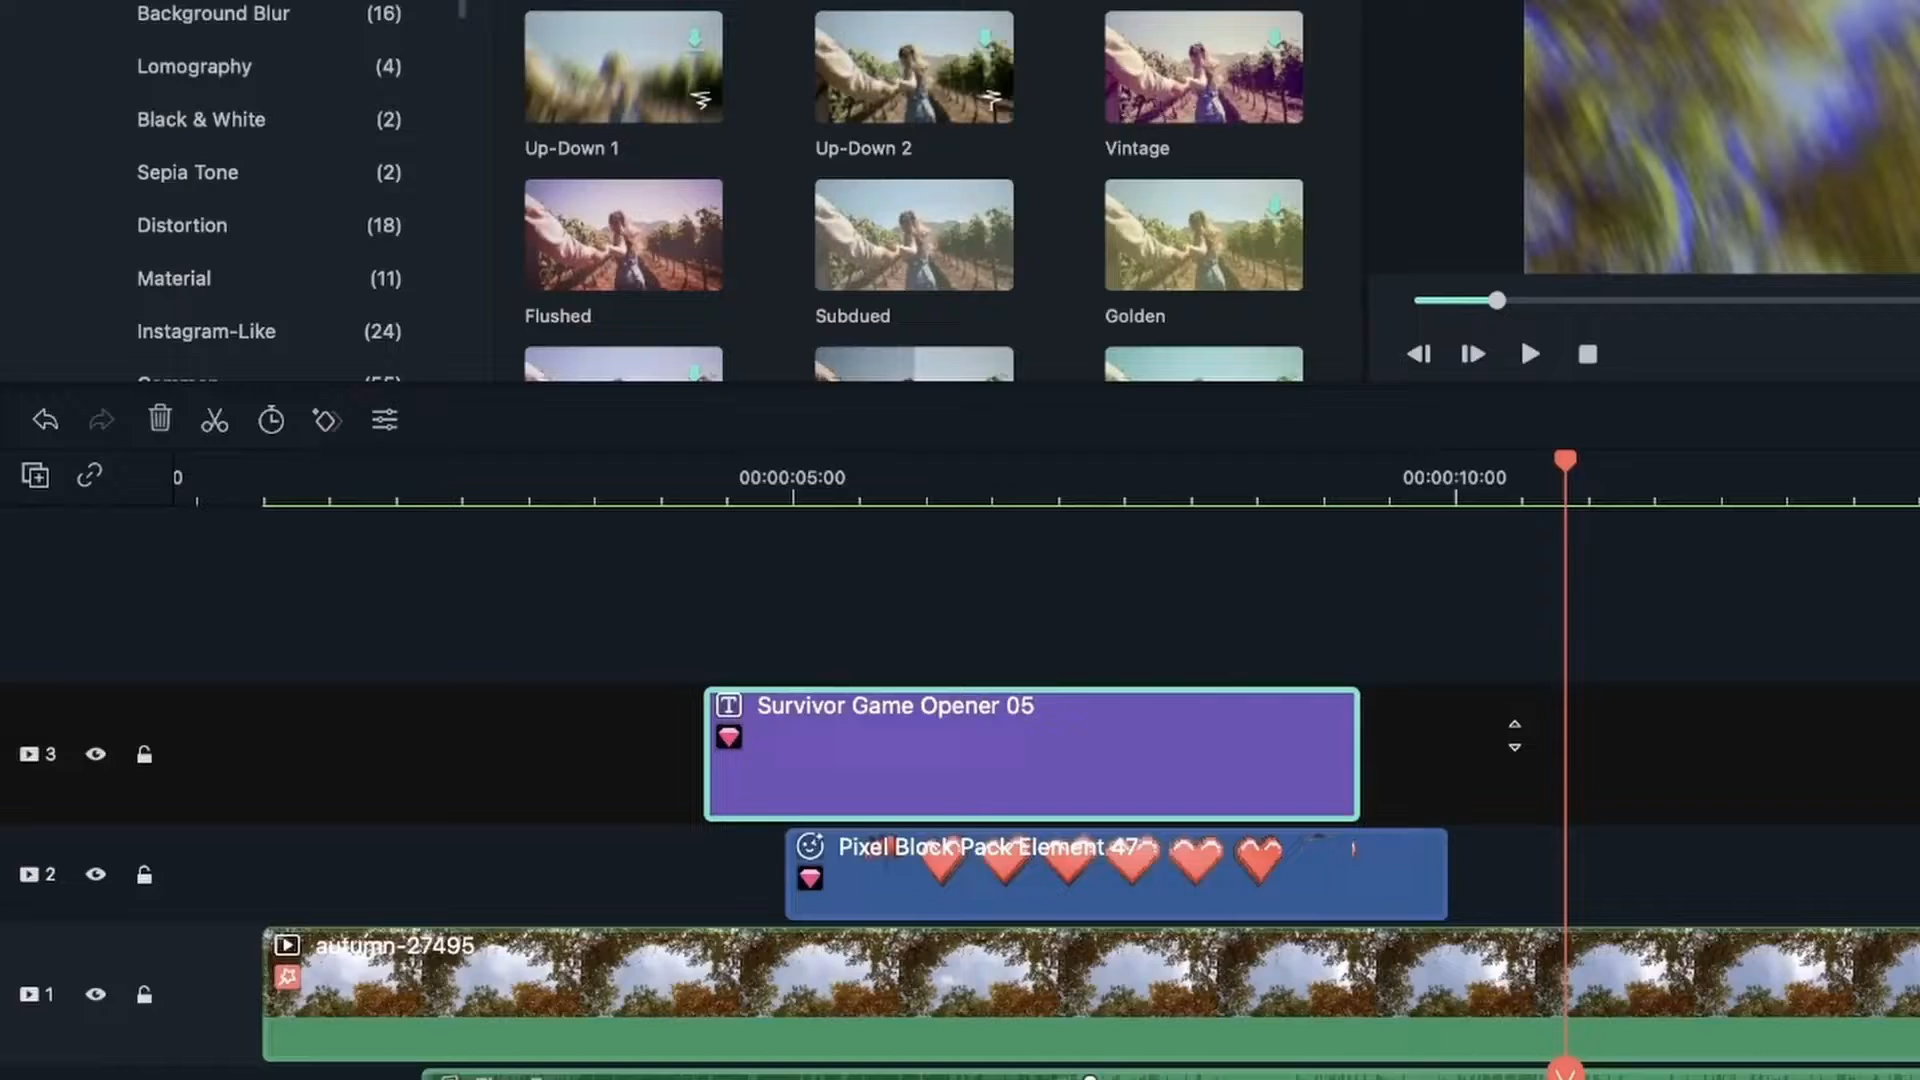 Background Blur (16)
Lomography (4)
Black & White (2)
Sepia Tone (2)
Distortion (18)
Material (11)
Instagram-Like (24)
Up-Down 1
Up-Down 2
Vintage
Flushed
Subdued
Golden
0
00:00:05:00
00:00:10:00
T Survivor Game Opener 05
3
Pixel Block Pack Element 47
2
autumn-27495
1